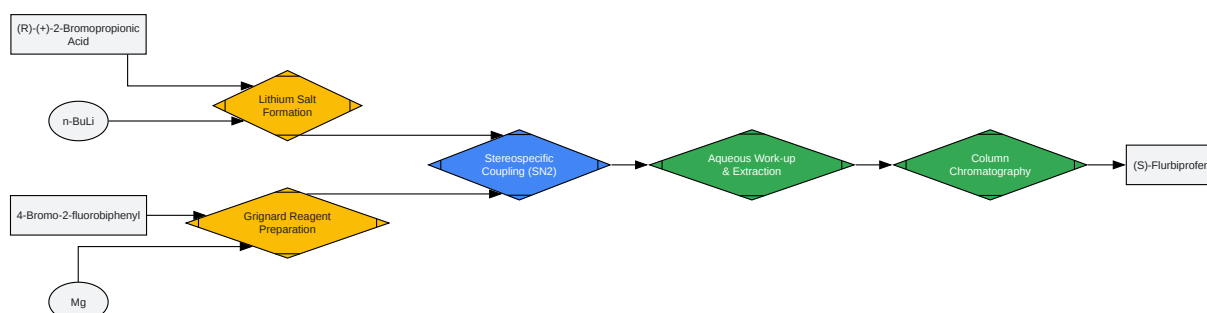 (R)-(+)-2-Bromopropionic
Acid
n-BuLi
Lithium Salt
Formation
4-Bromo-2-fluorobiphenyl
Mg
Grignard Reagent
Preparation
Stereospecific
Coupling (SN2)
Aqueous Work-up
& Extraction
Column
Chromatography
(S)-Flurbiprofen